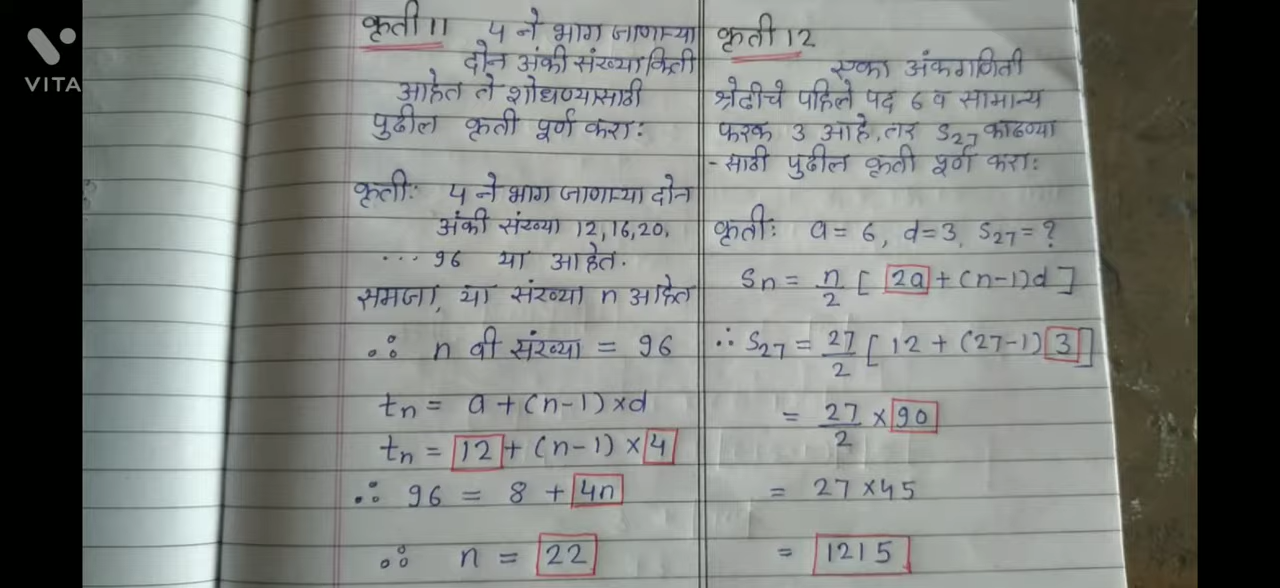 VITA
कृती 11 ४ ने भाग जाणाऱ्या
दोन अंकी संख्या किती
आहेत ते शोधण्यासाठी
पुढील कृती पूर्ण करा:
कृती: ४ ने भाग जाणाऱ्या दोन
अंकी संख्या 12, 16, 20,
... 96 या आहेत.
समजा, या संख्या n आहेत
∴ n वी संख्या = 96
tn = a + (n-1) × d
tn = 12 + (n-1) × 4
∴ 96 = 8 + 4n
∴ n = 22
कृती 12
एका अंकगणिती
श्रेढीचे पहिले पद 6 व सामान्य
फरक 3 आहे. तर S27 काढण्या
- साठी पुढील कृती पूर्ण करा:
कृती: a = 6, d = 3, S27 = ?
Sn = n/2 [ 2a + (n-1)d ]
∴ S27 = 27/2 [ 12 + (27-1) 3 ]
= 27/2 × 90
= 27 × 45
= 1215